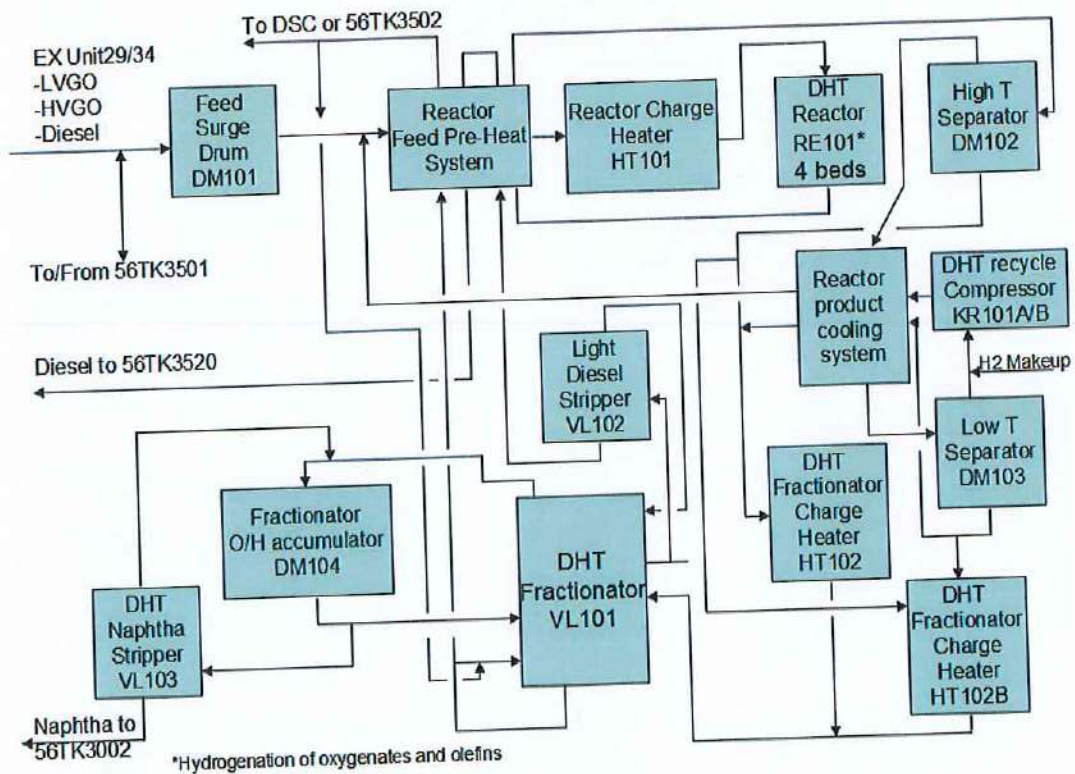 To DSC or 56TK3502
EX Unit29/34
-LVGO
-HVGO
-Diesel
Feed
Surge
Drum
DM101
Reactor
Feed Pre-Heat
System
Reactor Charge
Heater
HT101
DHT
Reactor
RE101*
4 beds
High T
Separator
DM102
To/From 56TK3501
Reactor
product
cooling
system
DHT recycle
Compressor
KR101A/B
H2 Makeup
Diesel to 56TK3520
Light
Diesel
Stripper
VL102
Low T
Separator
DM103
DHT
Fractionator
Charge
Heater
HT102
Fractionator
O/H accumulator
DM104
DHT
Fractionator
VL101
DHT
Naphtha
Stripper
VL103
DHT
Fractionator
Charge
Heater
HT102B
Naphtha to
56TK3002
*Hydrogenation of oxygenates and olefins